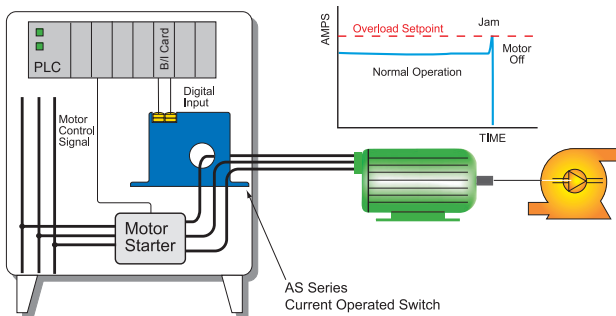 PLC
B/I Card
Digital
Input
Motor
Control
Signal
Motor
Starter
AS Series
Current Operated Switch
AMPS
Overload Setpoint
Jam
Motor
Off
Normal Operation
TIME